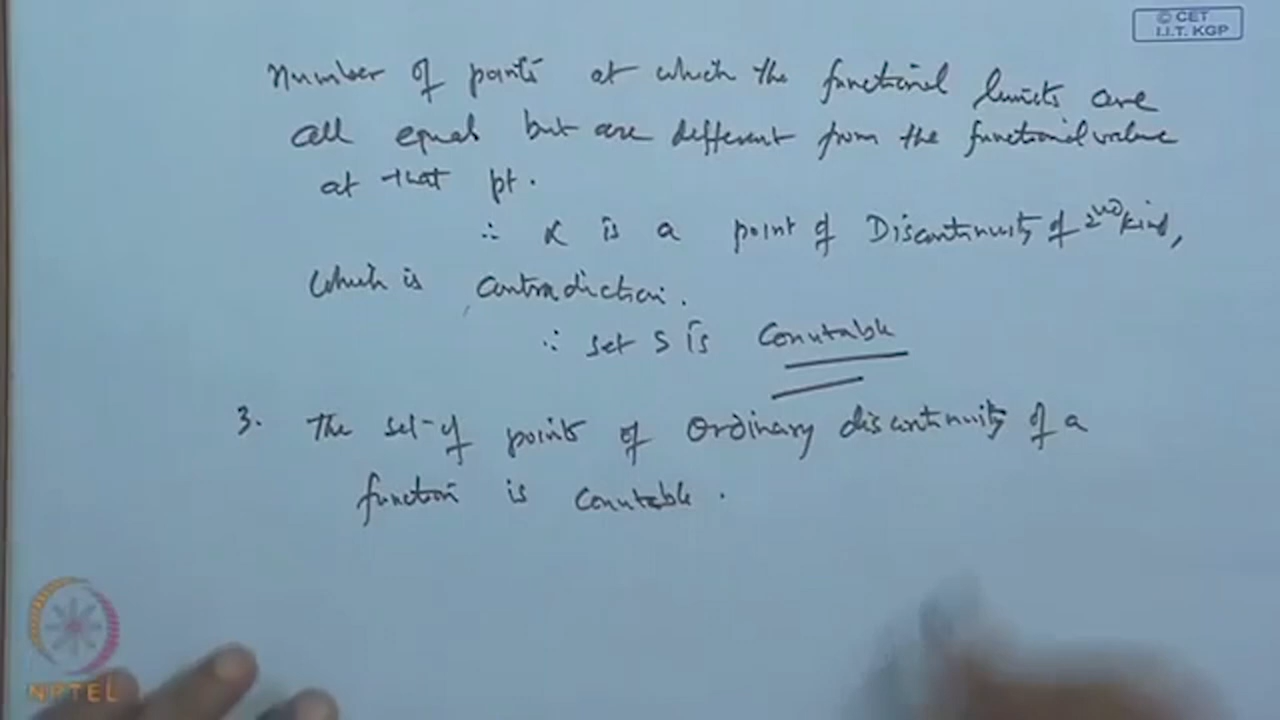 © CET
I.I.T. KGP
Number of points at which the functional limits are
all equal but are different from the functional value
at that pt.
∴ α is a point of Discontinuity of 2nd kind,
which is contradiction.
∴ set S is Countable
3. The set of points of Ordinary discontinuity of a
function is Countable.
NPTEL